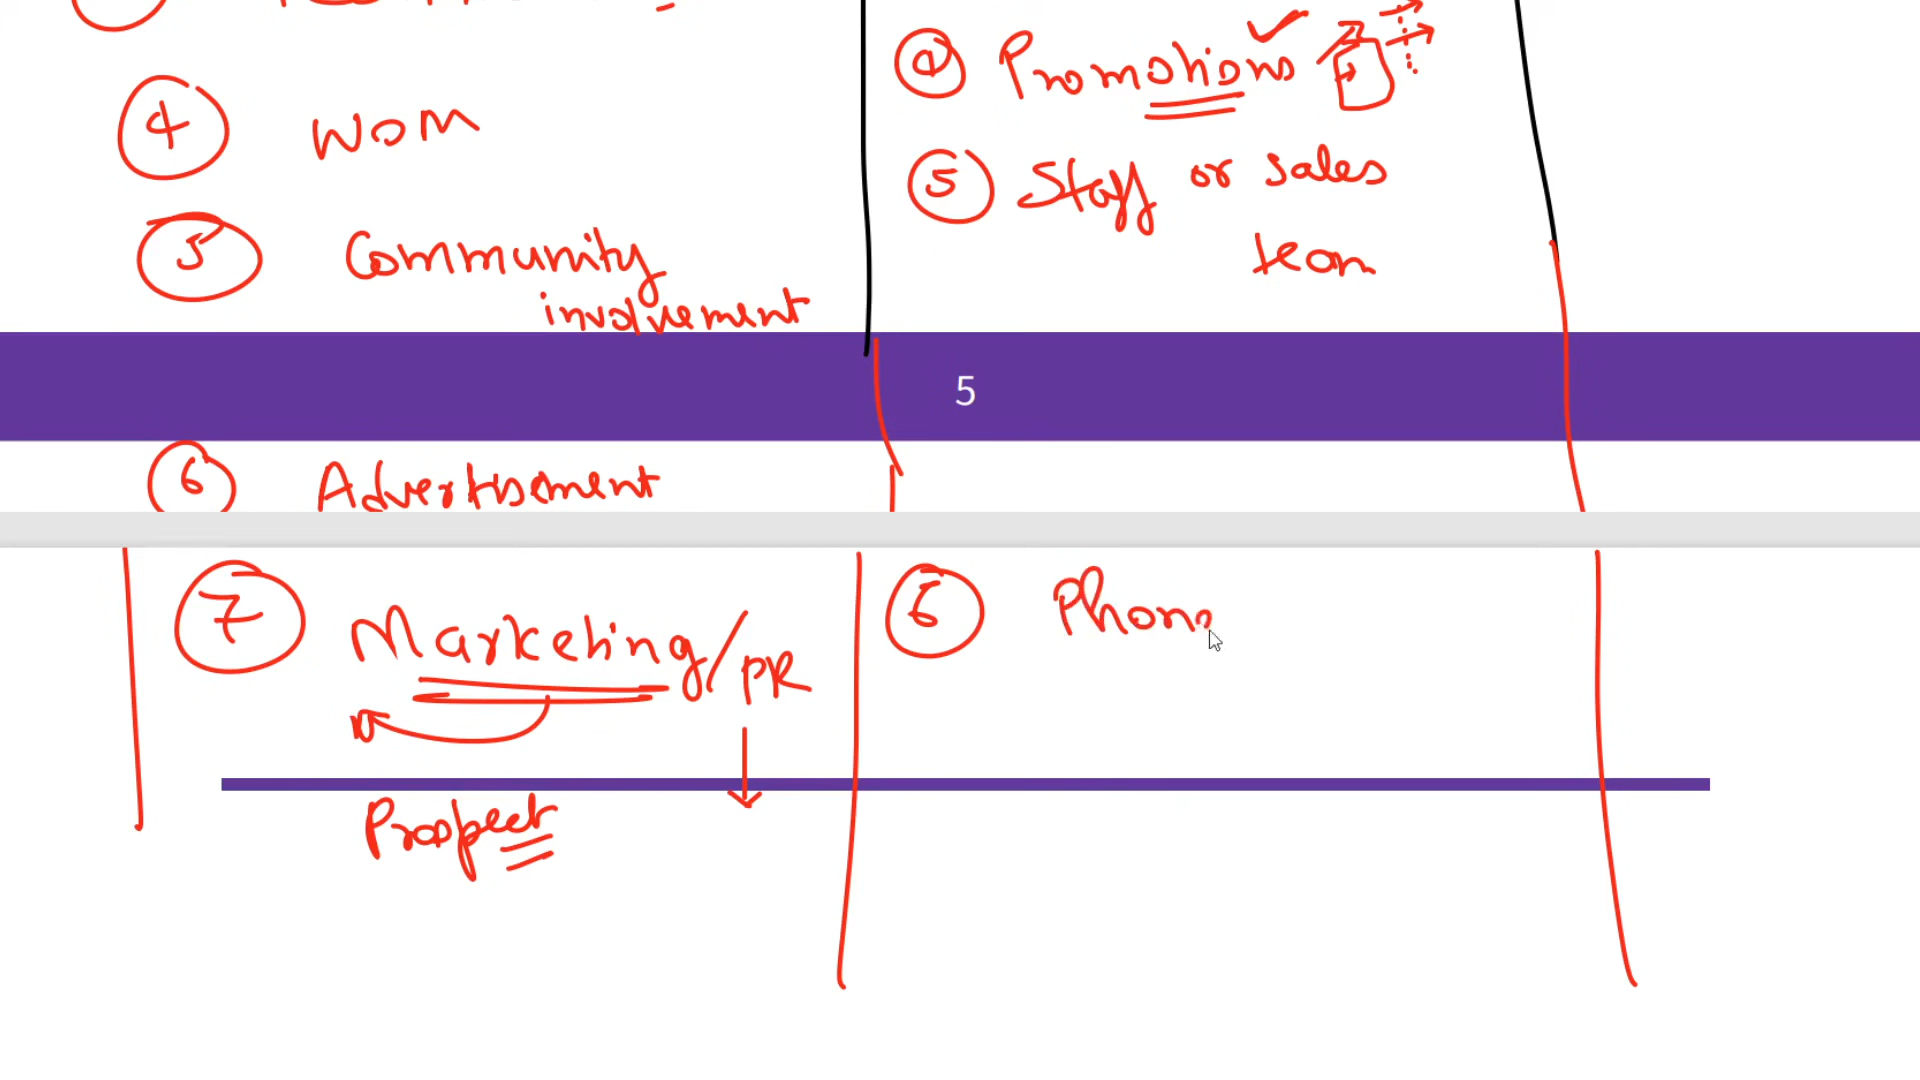 4 WOM
5 Community
involvement
4 Promotions
5 Staff or sales
team
5
6 Advertisement
7 Marketing/PR
Prospect
6 Phone